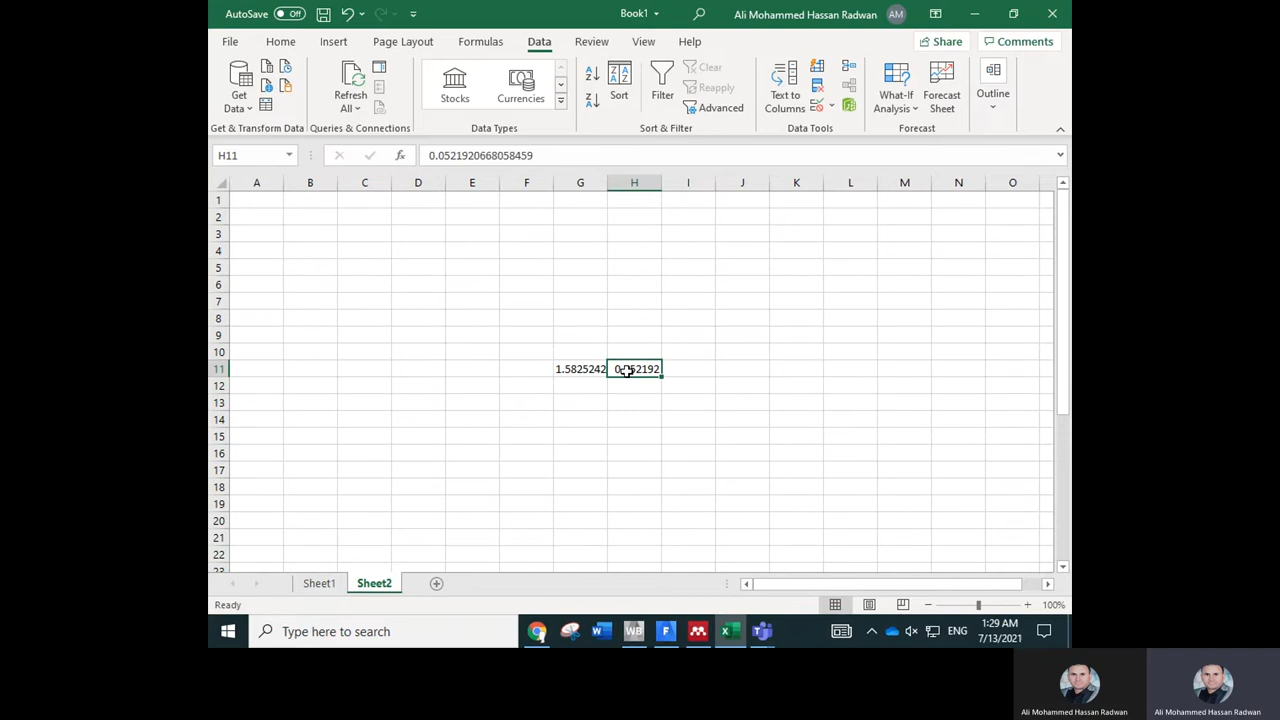 AutoSave Off Book1 Ali Mohammed Hassan Radwan AM
File Home Insert Page Layout Formulas Data Review View Help Share Comments
Get Data Refresh All Stocks Currencies Sort Filter Clear Reapply Advanced Text to Columns What-If Analysis Forecast Sheet Outline
Get & Transform Data Queries & Connections Data Types Sort & Filter Data Tools Forecast
H11 fx 0.0521920668058459
A B C D E F G H I J K L M N O
1
2
3
4
5
6
7
8
9
10
11 1.5825242
12
13
14
15
16
17
18
19
20
21
22
23
Sheet1 Sheet2
Ready 100%
Type here to search W WB F ENG 1:29 AM
7/13/2021
Ali Mohammed Hassan Radwan Ali Mohammed Hassan Radwan